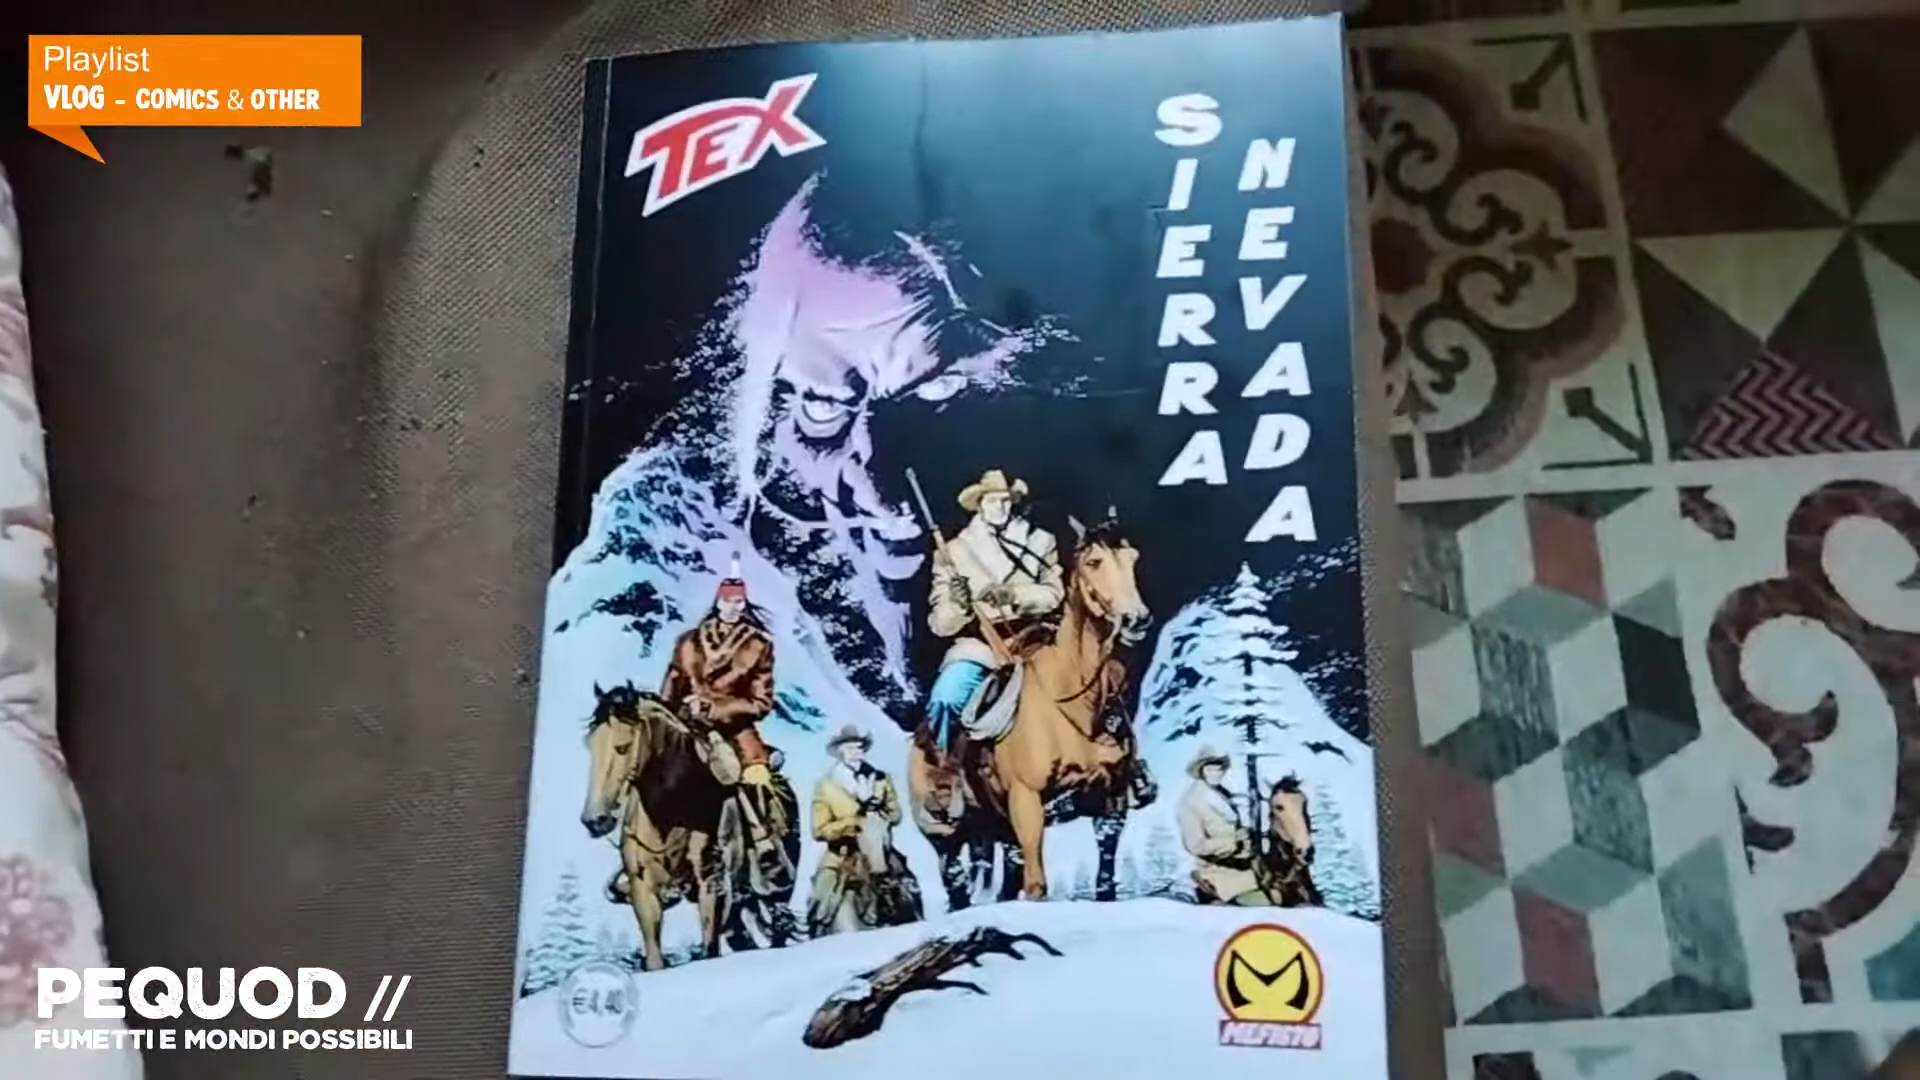 Playlist
VLOG - COMICS & OTHER
TEX
SIERRA
NEVADA
€4,40
MEFISTO
PEQUOD //
FUMETTI E MONDI POSSIBILI